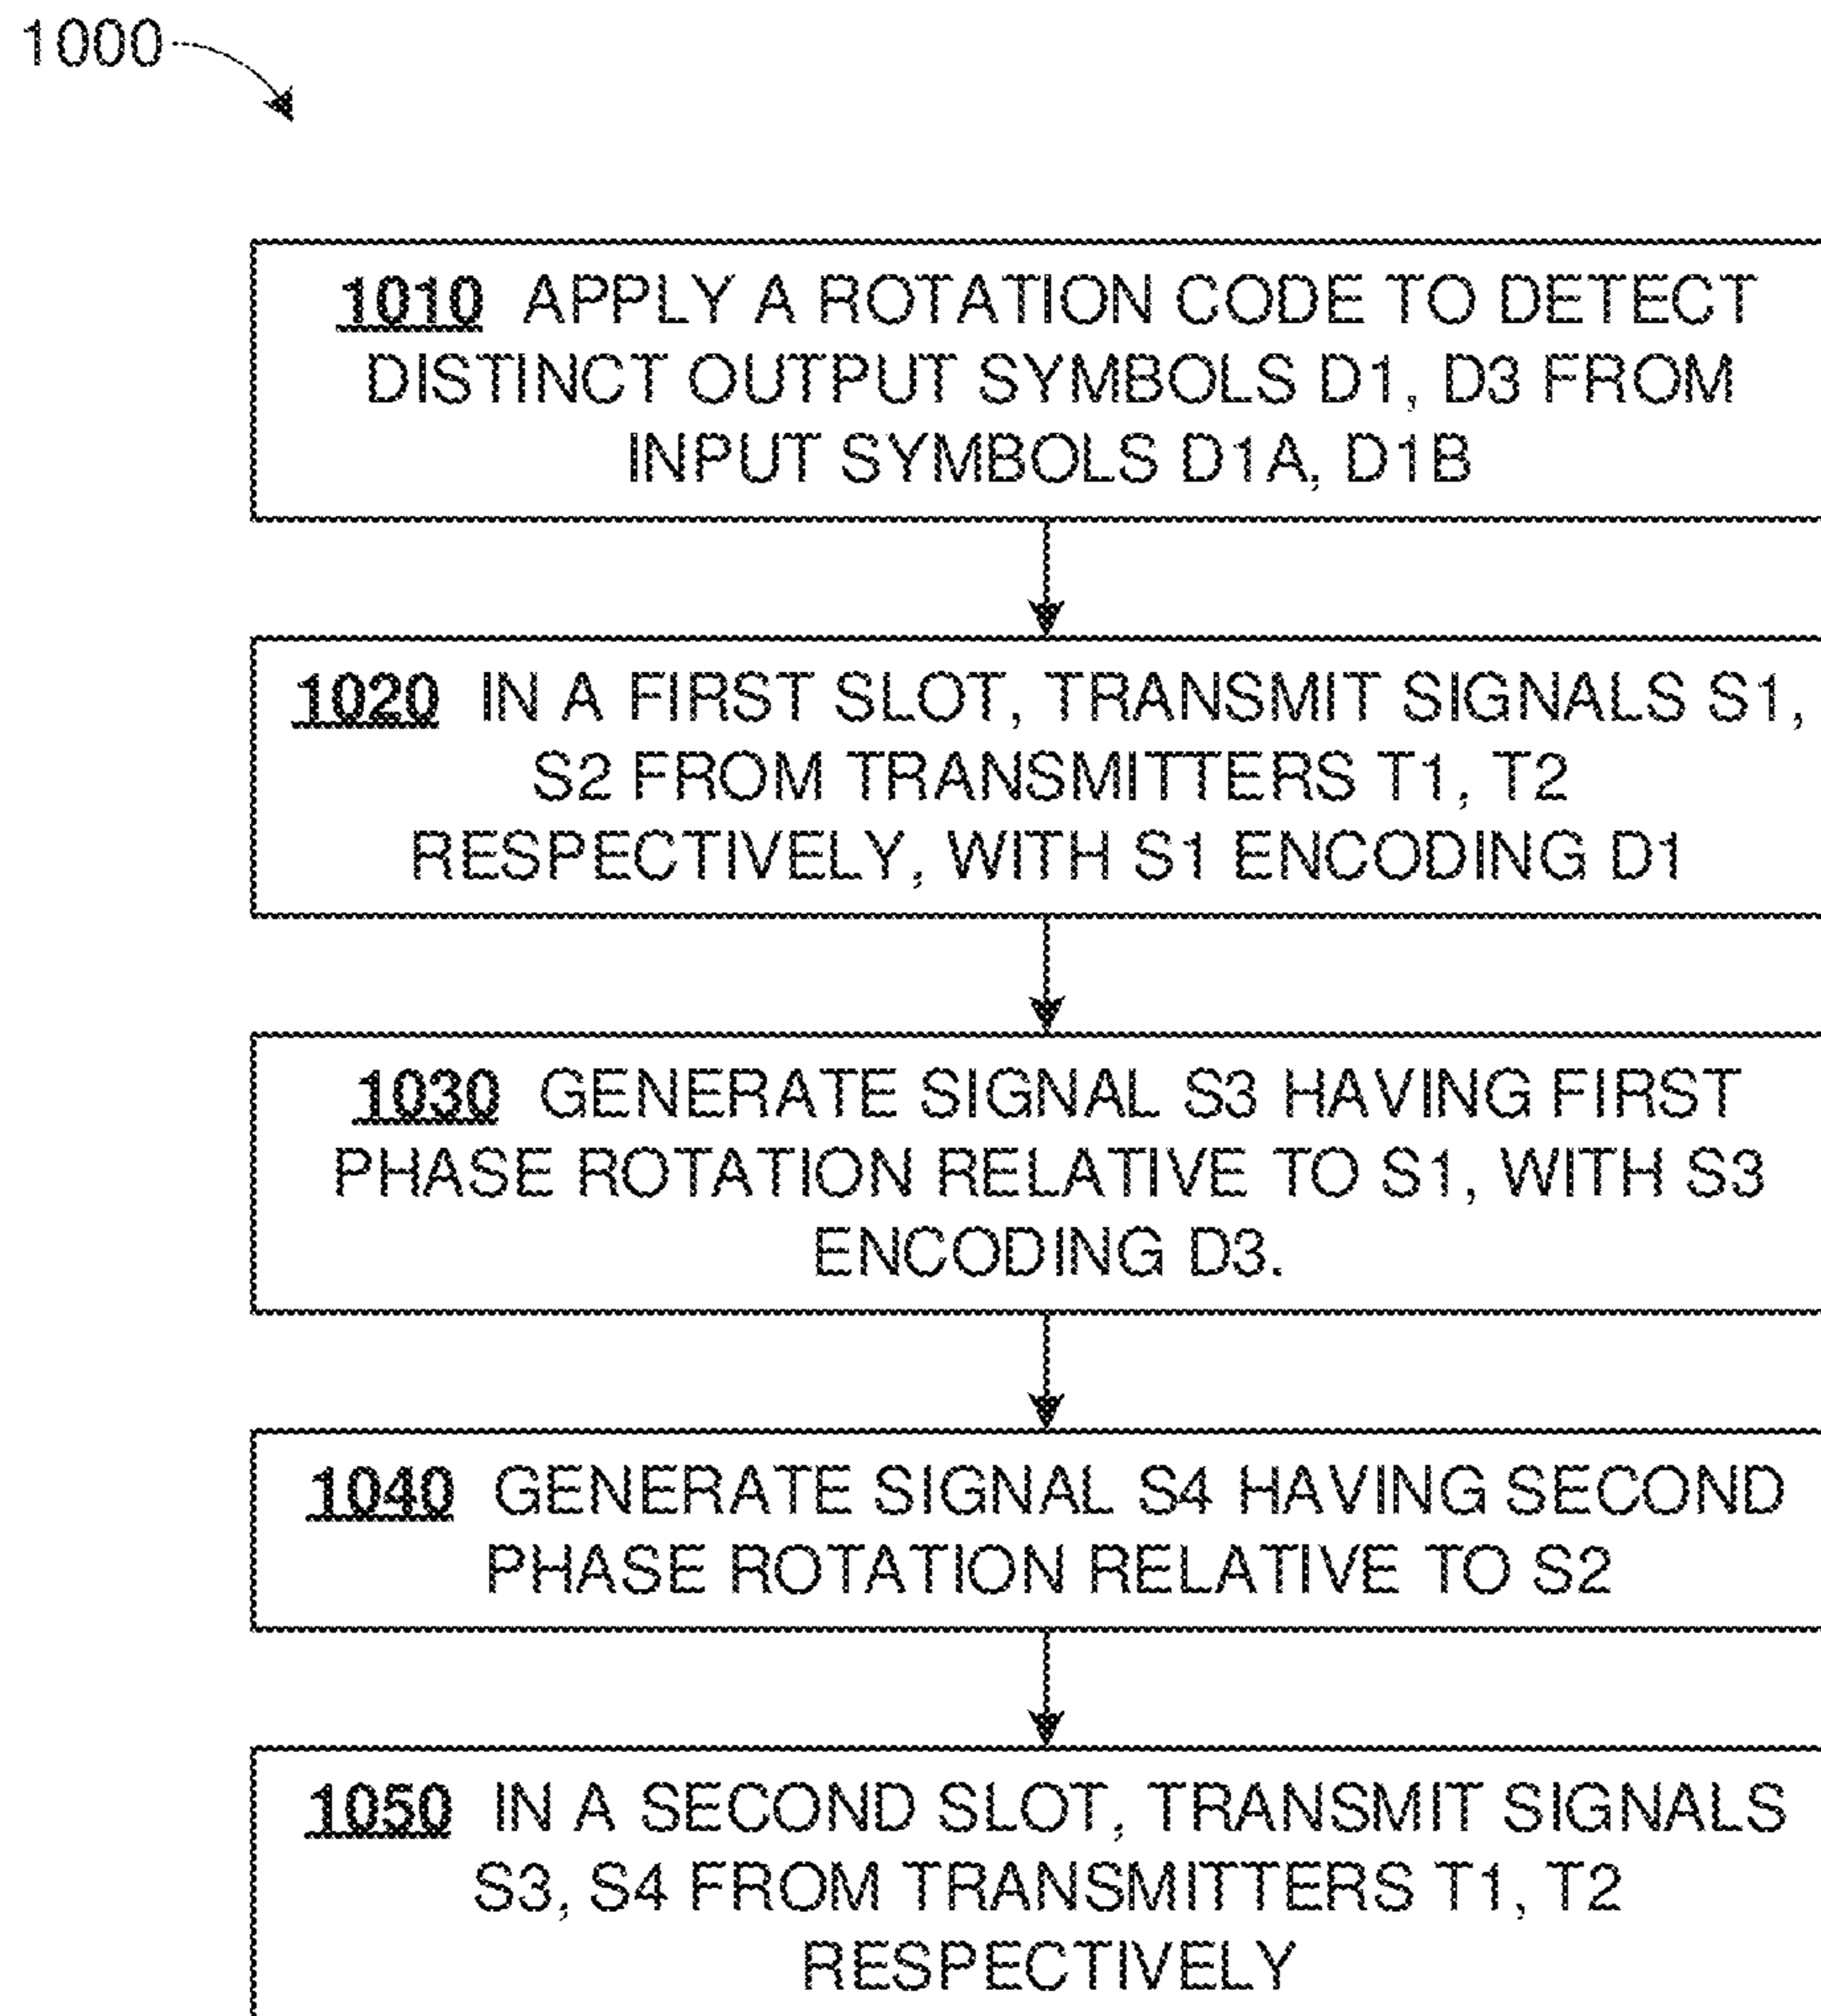 1000
1010 APPLY A ROTATION CODE TO DETECT
DISTINCT OUTPUT SYMBOLS D1, D3 FROM
INPUT SYMBOLS D1A, D1B
1020 IN A FIRST SLOT, TRANSMIT SIGNALS S1,
S2 FROM TRANSMITTERS T1, T2
RESPECTIVELY, WITH S1 ENCODING D1
1030 GENERATE SIGNAL S3 HAVING FIRST
PHASE ROTATION RELATIVE TO S1, WITH S3
ENCODING D3.
1040 GENERATE SIGNAL S4 HAVING SECOND
PHASE ROTATION RELATIVE TO S2
1050 IN A SECOND SLOT, TRANSMIT SIGNALS
S3, S4 FROM TRANSMITTERS T1, T2
RESPECTIVELY